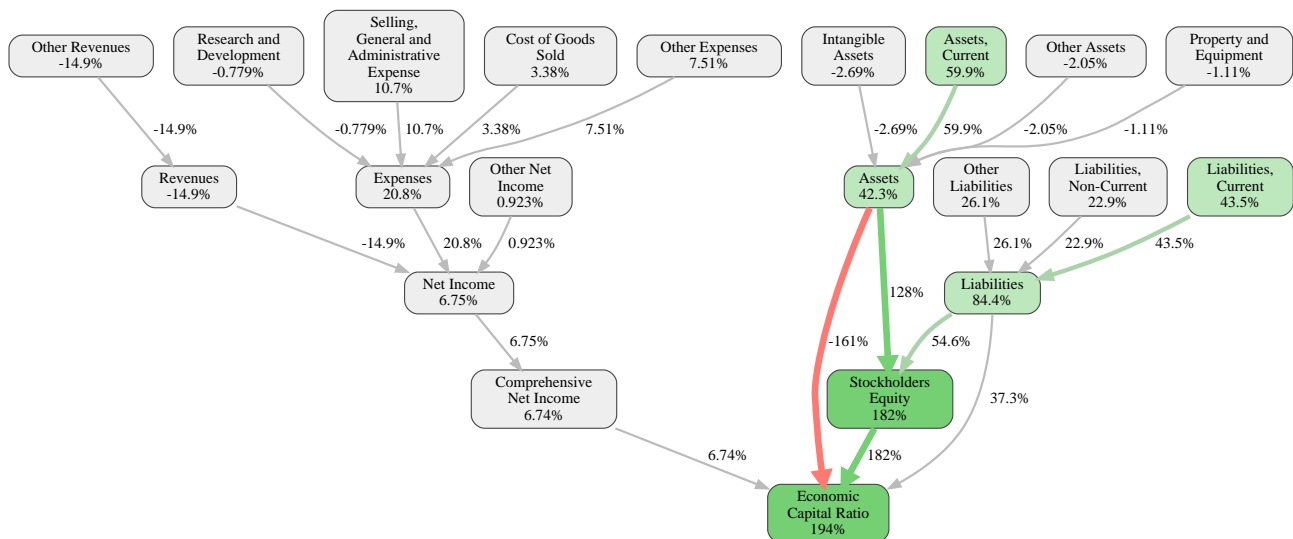 Other Revenues
-14.9%
Research and
Development
-0.779%
Selling,
General and
Administrative
Expense
10.7%
Cost of Goods
Sold
3.38%
Other Expenses
7.51%
Intangible
Assets
-2.69%
Assets,
Current
59.9%
Other Assets
-2.05%
Property and
Equipment
-1.11%
-14.9%
-0.779%
10.7%
3.38%
7.51%
-2.69%
59.9%
-2.05%
-1.11%
Revenues
-14.9%
Expenses
20.8%
Other Net
Income
0.923%
Assets
42.3%
Other
Liabilities
26.1%
Liabilities,
Non-Current
22.9%
Liabilities,
Current
43.5%
-14.9%
20.8%
0.923%
26.1%
22.9%
43.5%
Net Income
6.75%
128%
Liabilities
84.4%
6.75%
-161%
54.6%
Comprehensive
Net Income
6.74%
Stockholders
Equity
182%
37.3%
6.74%
182%
Economic
Capital Ratio
194%